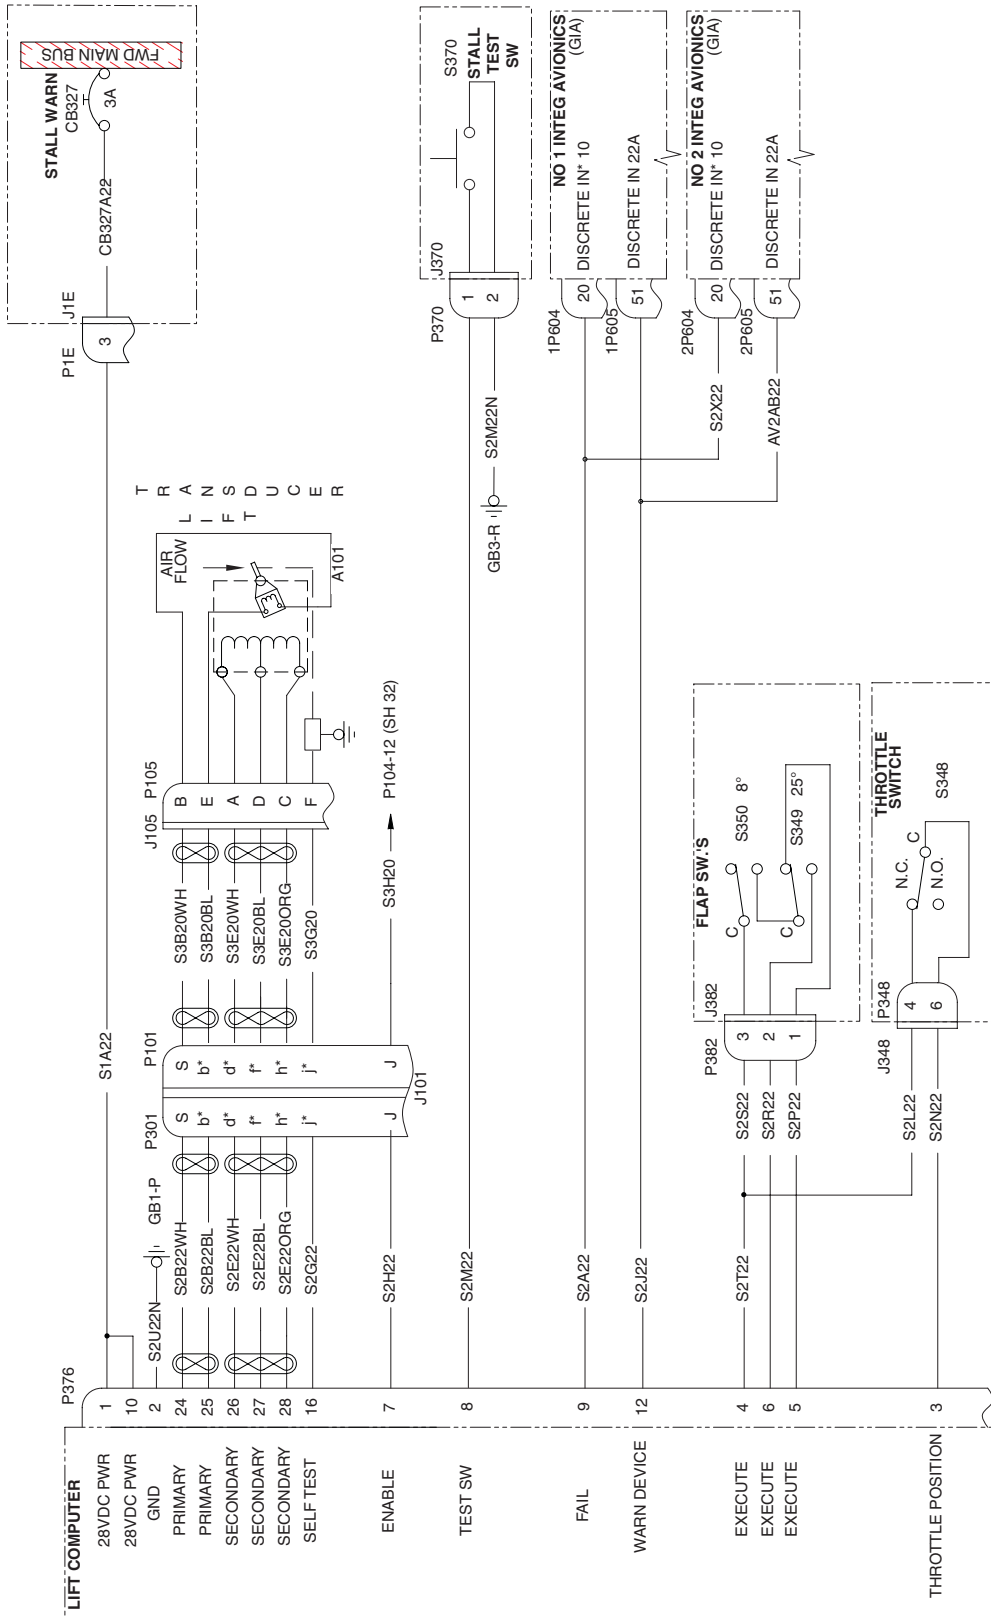 LIFT COMPUTER
P376
28VDC PWR 1
28VDC PWR 10
GND 2
PRIMARY 24
PRIMARY 25
SECONDARY 26
SECONDARY 27
SECONDARY 28
SELF TEST 16
ENABLE 7
TEST SW 8
FAIL 9
WARN DEVICE 12
EXECUTE 4
EXECUTE 6
EXECUTE 5
THROTTLE POSITION 3
S1A22
P1E
J1E
3
CB327A22
STALL WARN
CB327
3A
FWD MAIN BUS
S2U22N
GB1-P
S2B22WH
S2B22BL
S2E22WH
S2E22BL
S2E22ORG
S2G22
S2H22
P301
P101
J101
S S
b* b*
d* d*
f* f*
h* h*
j* j*
J J
S3B20WH
S3B20BL
S3E20WH
S3E20BL
S3E20ORG
S3G20
S3H20
P104-12 (SH 32)
J105
P105
B
E
A
D
C
F
AIR
FLOW
A101
LIFT
TRANSDUCER
S2M22
P370
J370
1
2
S2M22N
GB3-R
S370
STALL
TEST
SW
S2A22
S2J22
1P604
20
DISCRETE IN* 10
1P605
51
DISCRETE IN 22A
NO 1 INTEG AVIONICS
(GIA)
S2X22
2P604
20
DISCRETE IN* 10
AV2AB22
2P605
51
DISCRETE IN 22A
NO 2 INTEG AVIONICS
(GIA)
S2T22
S2S22
S2R22
S2P22
P382
J382
3
2
1
FLAP SW.'S
C
S350 8°
C
S349 25°
S2L22
S2N22
J348
P348
4
6
N.C.
C
N.O.
THROTTLE
SWITCH
S348